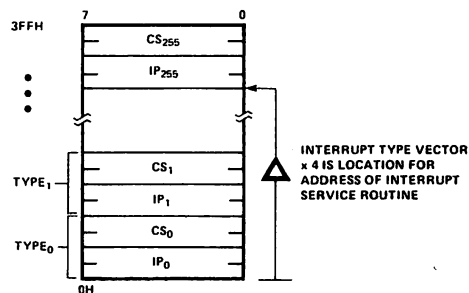 7 0
3FFH
CS255
IP255
INTERRUPT TYPE VECTOR
x 4 IS LOCATION FOR
ADDRESS OF INTERRUPT
SERVICE ROUTINE
TYPE1
CS1
IP1
TYPE0
CS0
IP0
0H